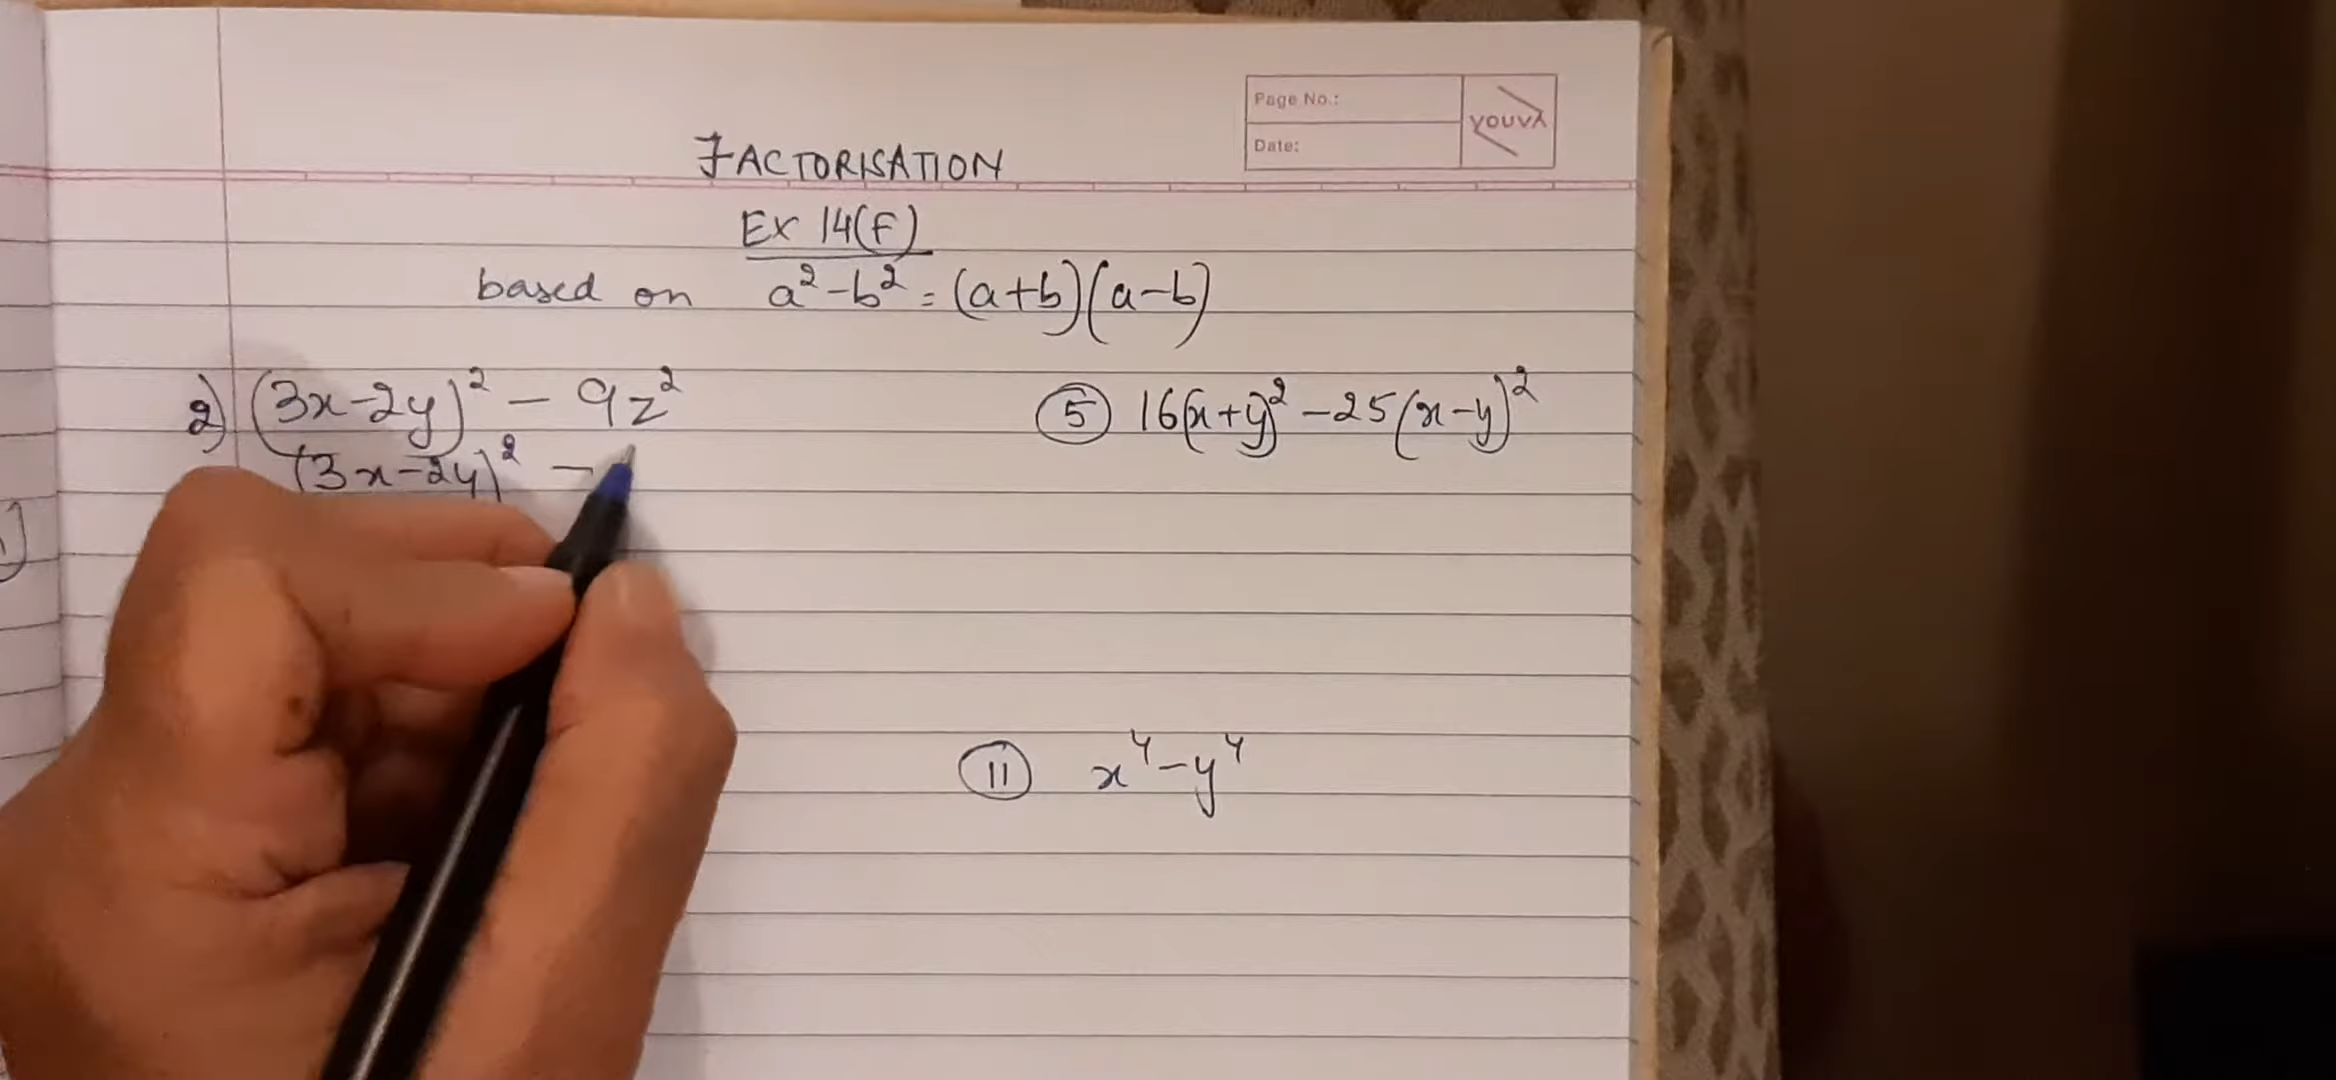 Page No.:
Date:
YOUVA
FACTORISATION
Ex 14(F)
based on a² - b² = (a+b)(a-b)
2) (3x-2y)² - 9z²
(3x-2y)² -
5 16(x+y)² - 25(x-y)²
11 x⁴ - y⁴